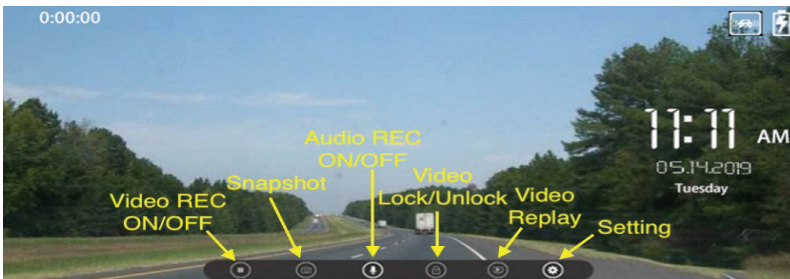 0:00:00
11:11 AM
05.14.2019
Tuesday
Audio REC
ON/OFF
Snapshot
Video
Lock/Unlock
Video REC
ON/OFF
Video
Replay
Setting